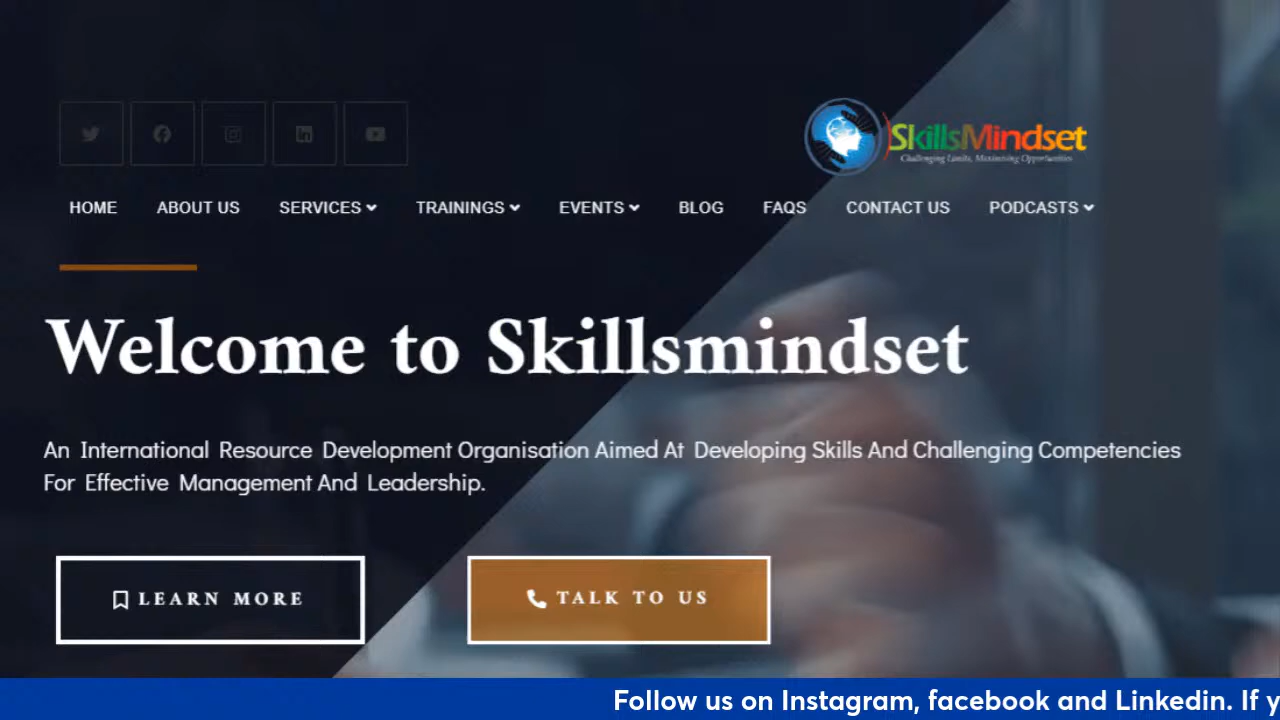 SkillsMindset
Challenging Limits, Maximising Opportunities
HOME ABOUT US SERVICES TRAININGS EVENTS BLOG FAQS CONTACT US PODCASTS
Welcome to Skillsmindset
An International Resource Development Organisation Aimed At Developing Skills And Challenging Competencies
For Effective Management And Leadership.
LEARN MORE TALK TO US
Follow us on Instagram, facebook and Linkedin. If y